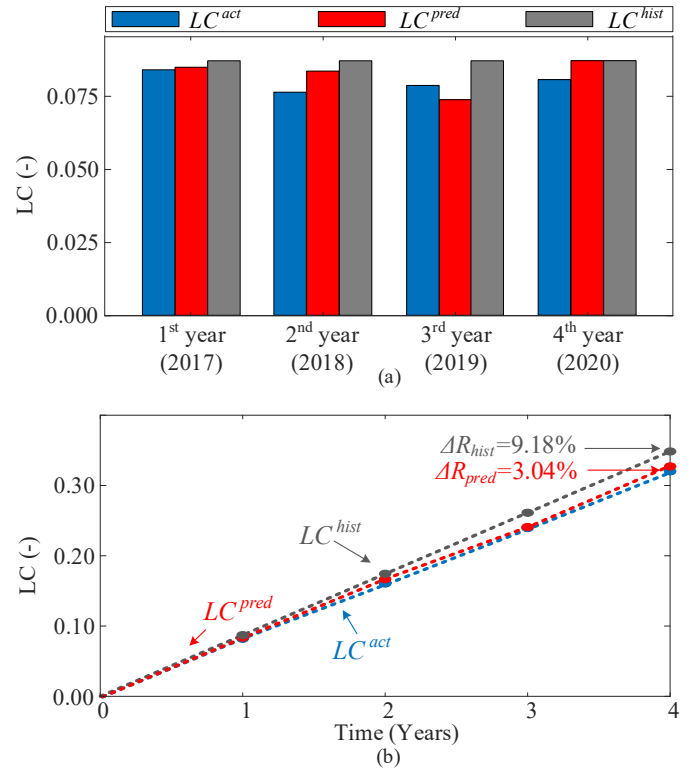 LC^act LC^pred LC^hist
0.075
0.050
0.025
0.000
LC (-)
1st year 2nd year 3rd year 4th year
(2017) (2018) (2019) (2020)
(a)
ΔR_hist=9.18%
ΔR_pred=3.04%
0.30
0.20
0.10
0.00
LC (-)
LC^hist
LC^pred
LC^act
0 1 2 3 4
Time (Years)
(b)